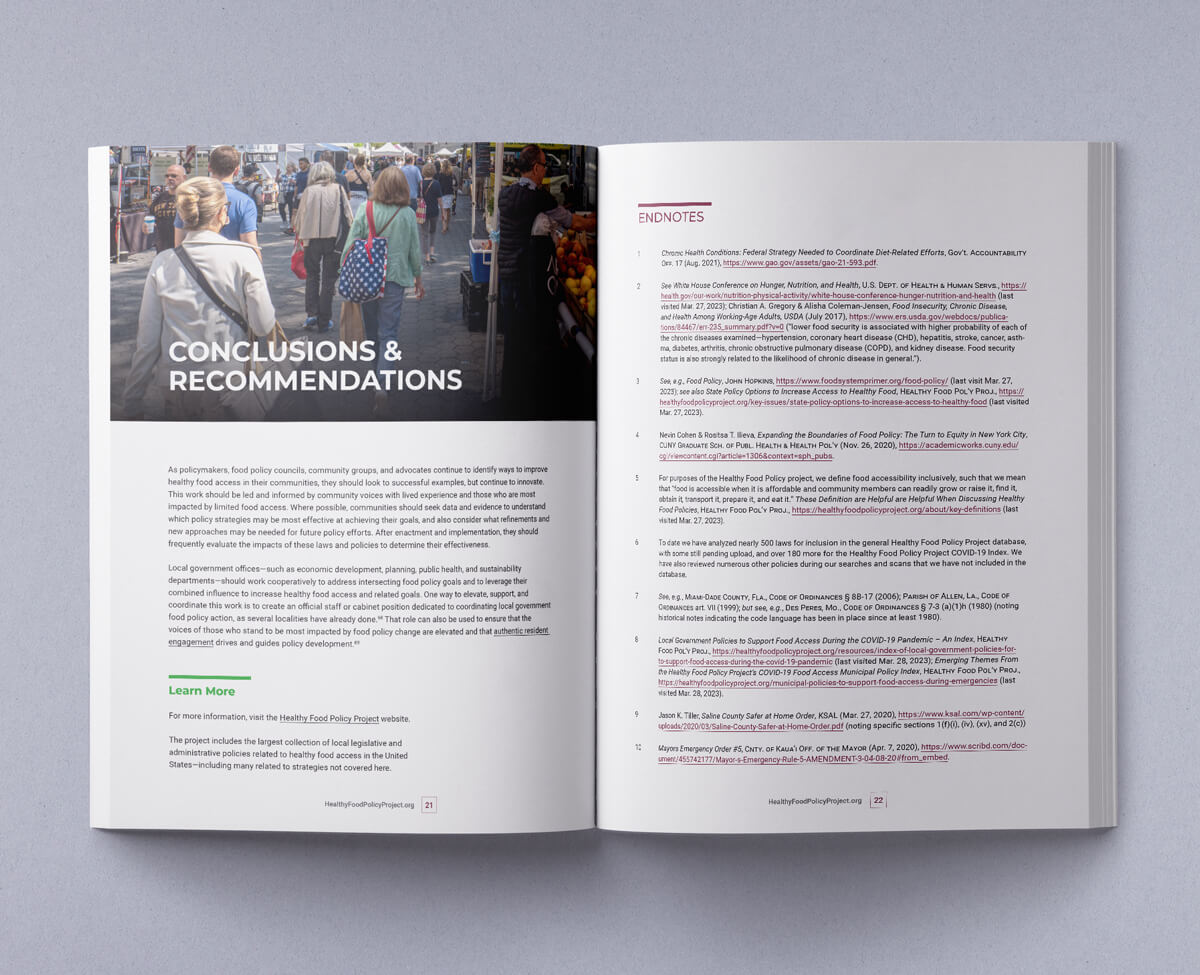 CONCLUSIONS &
RECOMMENDATIONS
As policymakers, food policy councils, community groups, and advocates continue to identify ways to improve
healthy food access in their communities, they should look to successful examples, but continue to innovate.
This work should be led and informed by community voices with lived experience and those who are most
impacted by limited food access. Where possible, communities should seek data and evidence to understand
which policy strategies may be most effective at achieving their goals, and also consider what refinements and
new approaches may be needed for future policy efforts. After enactment and implementation, they should
frequently evaluate the impacts of these laws and policies to determine their effectiveness.
Local government offices—such as economic development, planning, public health, and sustainability
departments—should work cooperatively to address intersecting food policy goals and to leverage their
combined influence to increase healthy food access and related goals. One way to elevate, support, and
coordinate this work is to create an official staff or cabinet position dedicated to coordinating local government
food policy action, as several localities have already done. That role can also be used to ensure that the
voices of those who stand to be most impacted by food policy change are elevated and that authentic resident
engagement drives and guides policy development.
Learn More
For more information, visit the Healthy Food Policy Project website.
The project includes the largest collection of local legislative and
administrative policies related to healthy food access in the United
States—including many related to strategies not covered here.
HealthyFoodPolicyProject.org 21
ENDNOTES
1 Chronic Health Conditions: Federal Strategy Needed to Coordinate Diet-Related Efforts, Gov't. Accountability
Off. 17 (Aug. 2021), https://www.gao.gov/assets/gao-21-593.pdf.
2 See White House Conference on Hunger, Nutrition, and Health, U.S. Dept. of Health & Human Servs., https://
health.gov/our-work/nutrition-physical-activity/white-house-conference-hunger-nutrition-and-health (last
visited Mar. 27, 2023); Christian A. Gregory & Alisha Coleman-Jensen, Food Insecurity, Chronic Disease,
and Health Among Working-Age Adults, USDA (July 2017), https://www.ers.usda.gov/webdocs/publica-
tions/84467/err-235_summary.pdf?v=0 ("lower food security is associated with higher probability of each of
the chronic diseases examined—hypertension, coronary heart disease (CHD), hepatitis, stroke, cancer, asth-
ma, diabetes, arthritis, chronic obstructive pulmonary disease (COPD), and kidney disease. Food security
status is also strongly related to the likelihood of chronic disease in general.").
3 See, e.g., Food Policy, John Hopkins, https://www.foodsystemprimer.org/food-policy/ (last visit Mar. 27,
2023); see also State Policy Options to Increase Access to Healthy Food, Healthy Food Pol'y Proj., https://
healthyfoodpolicyproject.org/key-issues/state-policy-options-to-increase-access-to-healthy-food (last visited
Mar. 27, 2023).
4 Nevin Cohen & Rositsa T. Ilieva, Expanding the Boundaries of Food Policy: The Turn to Equity in New York City,
CUNY Graduate Sch. of Publ. Health & Health Pol'y (Nov. 26, 2020), https://academicworks.cuny.edu/
cgi/viewcontent.cgi?article=1306&context=sph_pubs.
5 For purposes of the Healthy Food Policy project, we define food accessibility inclusively, such that we mean
that "food is accessible when it is affordable and community members can readily grow or raise it, find it,
obtain it, transport it, prepare it, and eat it." These Definition are Helpful are Helpful When Discussing Healthy
Food Policies, Healthy Food Pol'y Proj., https://healthyfoodpolicyproject.org/about/key-definitions (last
visited Mar. 27, 2023).
6 To date we have analyzed nearly 500 laws for inclusion in the general Healthy Food Policy Project database,
with some still pending upload, and over 180 more for the Healthy Food Policy Project COVID-19 Index. We
have also reviewed numerous other policies during our searches and scans that we have not included in the
database.
7 See, e.g., Miami-Dade County, Fla., Code of Ordinances § 8B-17 (2006); Parish of Allen, La., Code of
Ordinances art. VII (1999); but see, e.g., Des Peres, Mo., Code of Ordinances § 7-3 (a)(1)h (1980) (noting
historical notes indicating the code language has been in place since at least 1980).
8 Local Government Policies to Support Food Access During the COVID-19 Pandemic – An Index, Healthy
Food Pol'y Proj., https://healthyfoodpolicyproject.org/resources/index-of-local-government-policies-for-
to-support-food-access-during-the-covid-19-pandemic (last visited Mar. 28, 2023); Emerging Themes From
the Healthy Food Policy Project's COVID-19 Food Access Municipal Policy Index, Healthy Food Pol'y Proj.,
https://healthyfoodpolicyproject.org/municipal-policies-to-support-food-access-during-emergencies (last
visited Mar. 28, 2023).
9 Jason K. Tiller, Saline County Safer at Home Order, KSAL (Mar. 27, 2020), https://www.ksal.com/wp-content/
uploads/2020/03/Saline-County-Safer-at-Home-Order.pdf (noting specific sections 1(f)(i), (iv), (xv), and 2(c))
10 Mayors Emergency Order #5, Cnty. of Kaua'i Off. of the Mayor (Apr. 7, 2020), https://www.scribd.com/doc-
ument/455742177/Mayor-s-Emergency-Rule-5-AMENDMENT-3-04-08-20#from_embed.
HealthyFoodPolicyProject.org 22